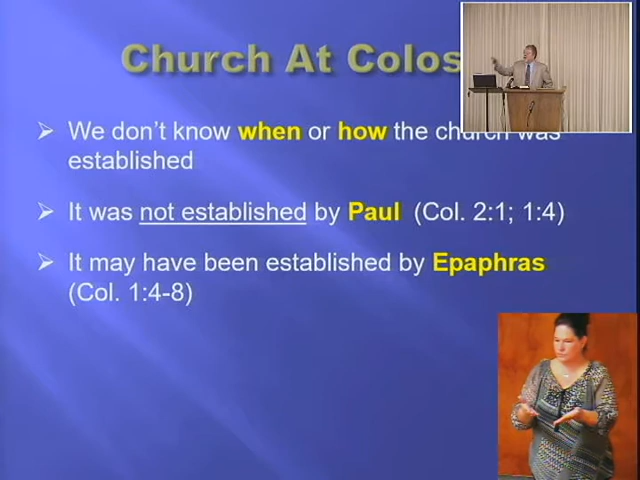 Church At Colos
We don't know when or how the church was
established
It was not established by Paul (Col. 2:1; 1:4)
It may have been established by Epaphras
(Col. 1:4-8)